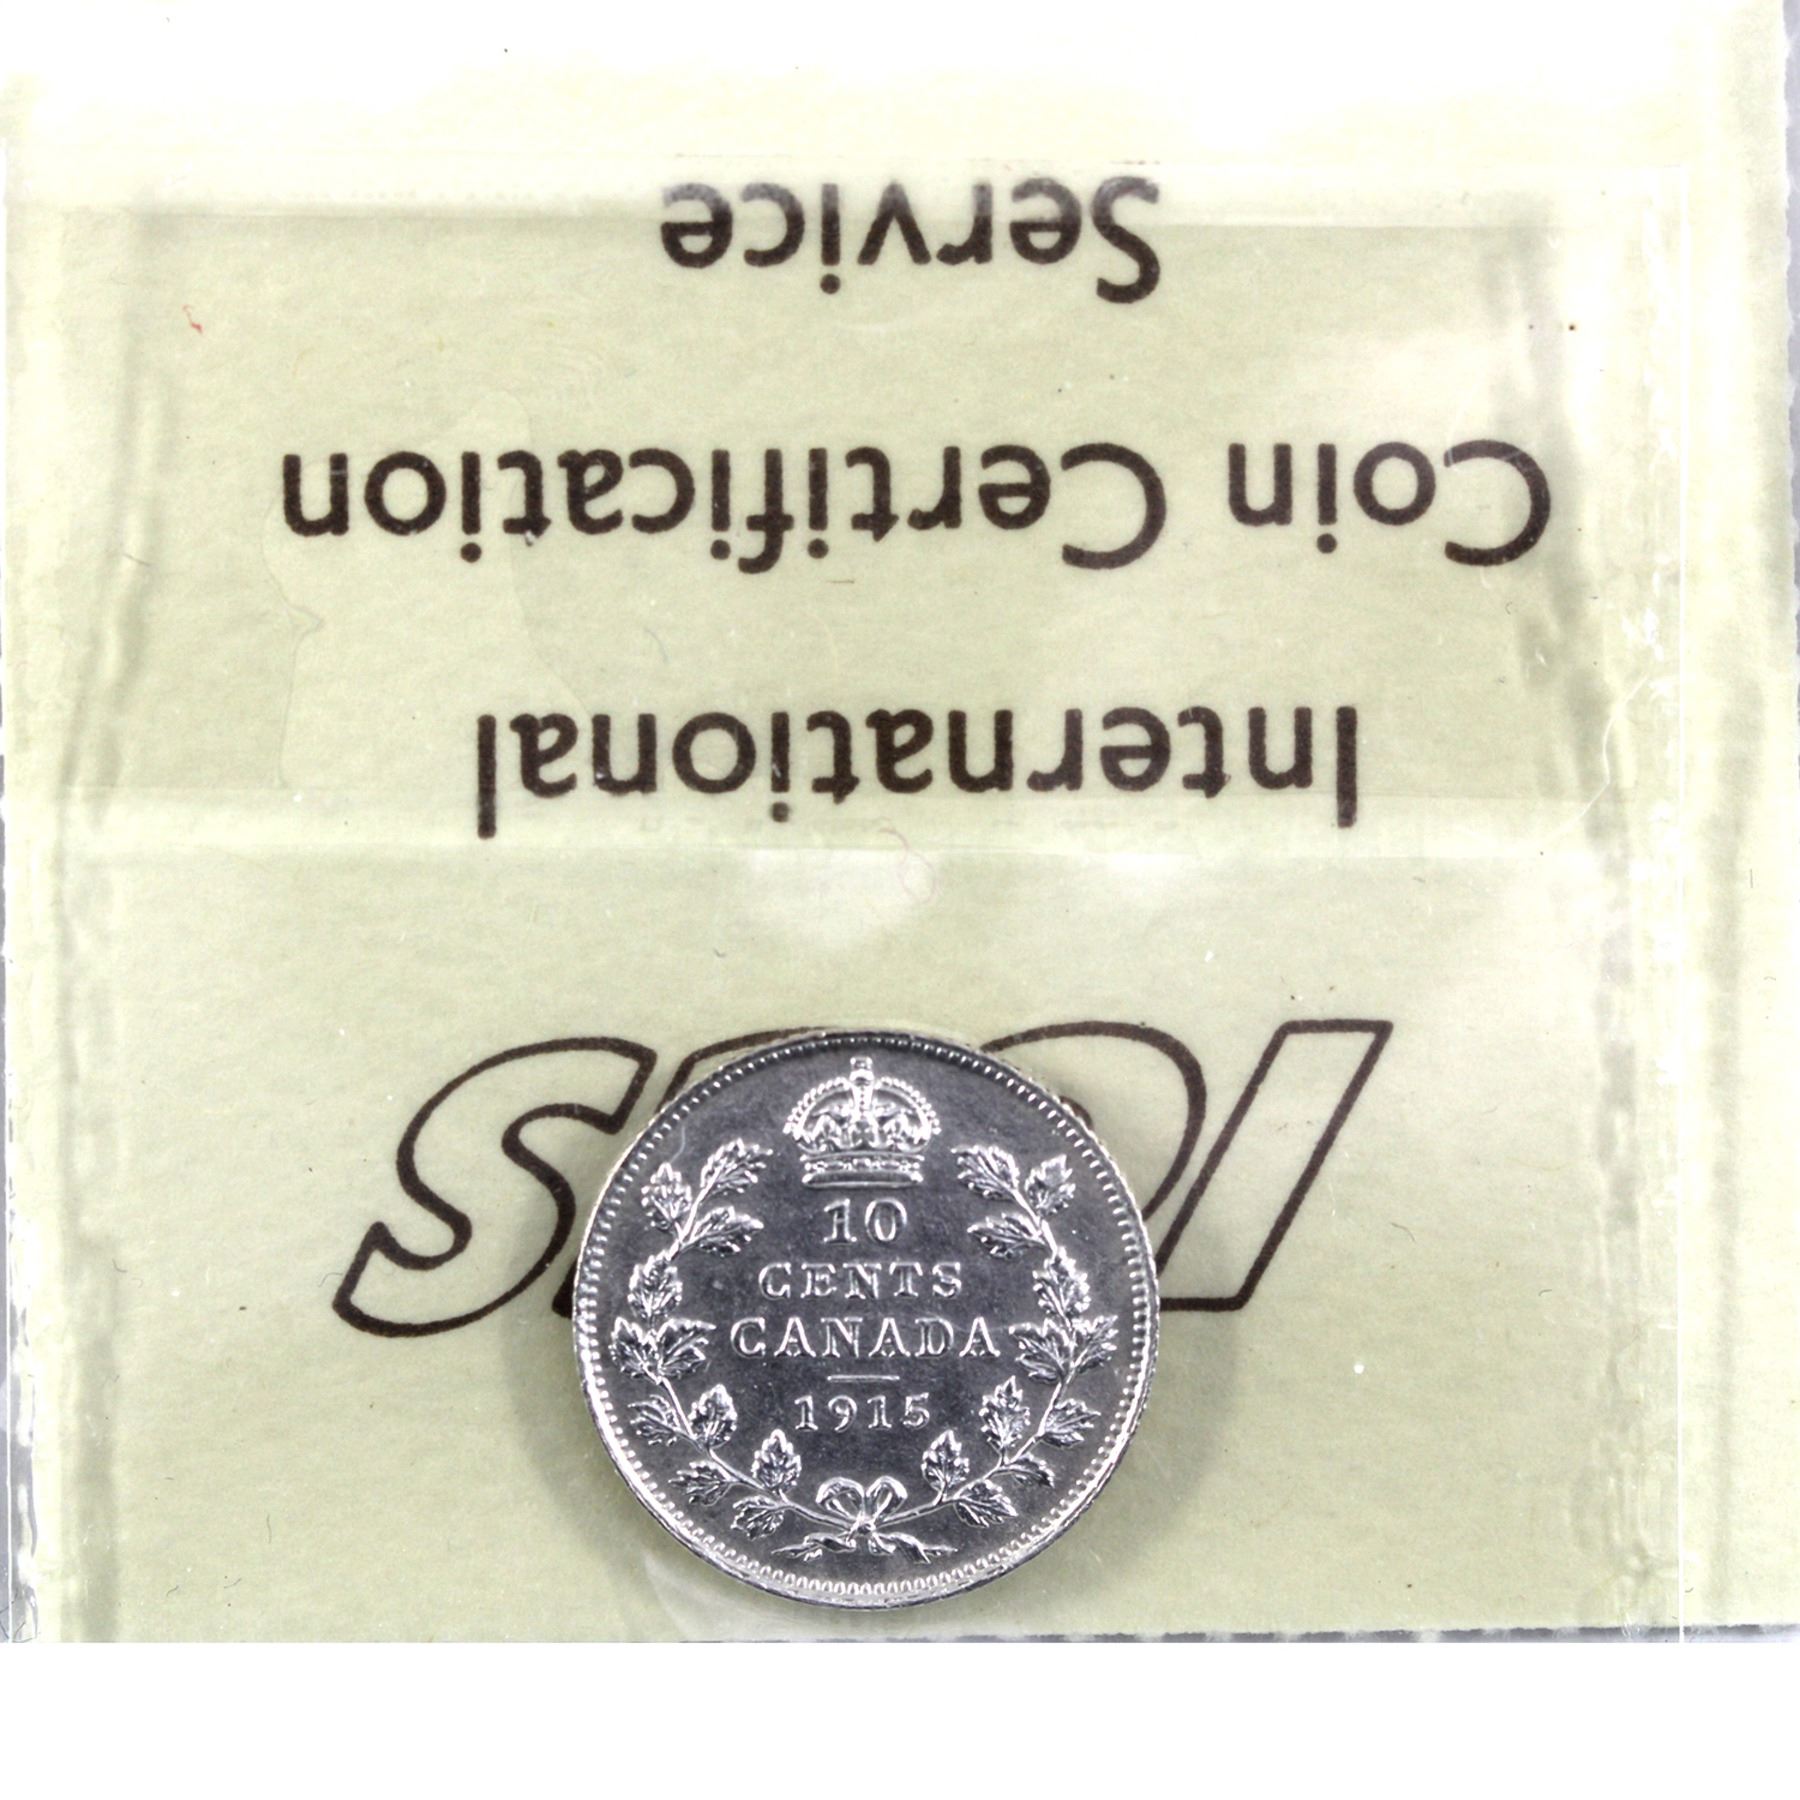 ICCS
International
Coin Certification
Service
10
CENTS
CANADA
1915